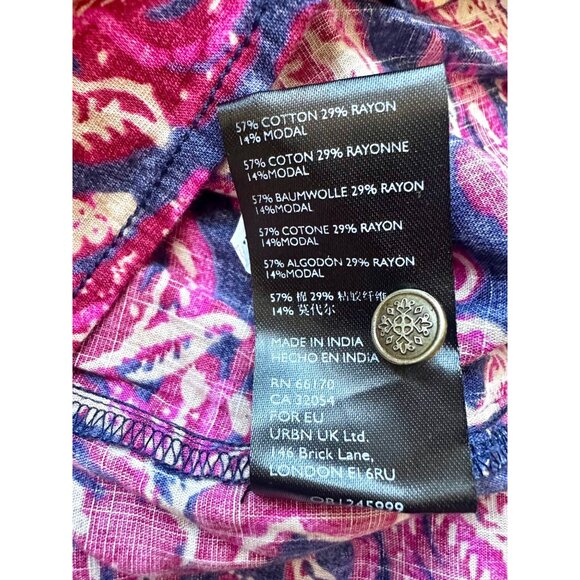 57% COTTON 29% RAYON
14% MODAL
57% COTON 29% RAYONNE
14%MODAL
57% BAUMWOLLE 29% RAYON
14%MODAL
57% COTONE 29% RAYON
14%MODAL
57% ALGODÓN 29% RAYON
14%MODAL
57% 棉 29% 粘胶纤维
14% 莫代尔
MADE IN INDIA
HECHO EN INDIA
RN 66170
CA 32054
FOR EU
URBN UK Ltd.
146 Brick Lane,
LONDON E1 6RU
OB1245999